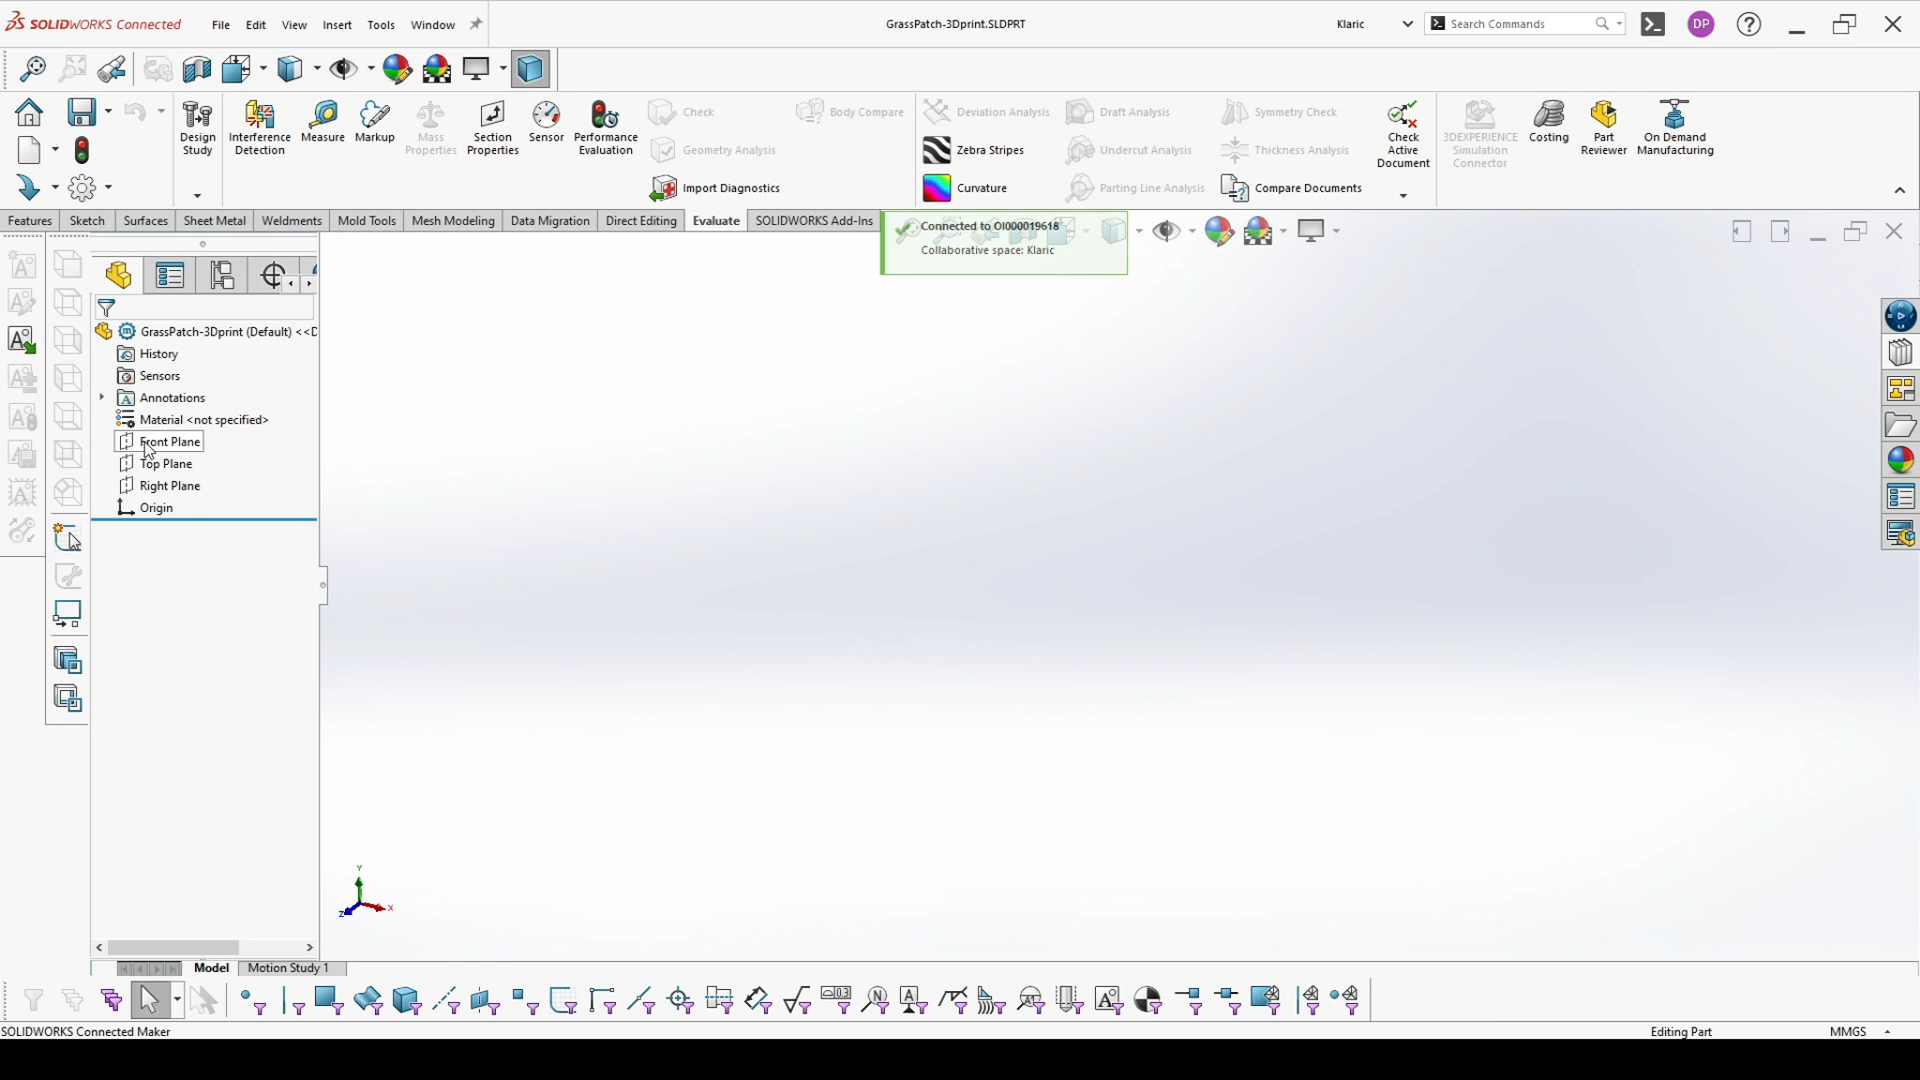 SOLIDWORKS Connected
File Edit View Insert Tools Window
GrassPatch-3Dprint.SLDPRT
Klaric
Search Commands
DP
Design Study
Interference Detection
Measure
Markup
Mass Properties
Section Properties
Sensor
Performance Evaluation
Check
Geometry Analysis
Import Diagnostics
Body Compare
Deviation Analysis
Zebra Stripes
Curvature
Draft Analysis
Undercut Analysis
Parting Line Analysis
Symmetry Check
Thickness Analysis
Compare Documents
Check Active Document
3DEXPERIENCE Simulation Connector
Costing
Part Reviewer
On Demand Manufacturing
Features Sketch Surfaces Sheet Metal Weldments Mold Tools Mesh Modeling Data Migration Direct Editing Evaluate SOLIDWORKS Add-Ins
Connected to OI000019618
Collaborative space: Klaric
GrassPatch-3Dprint (Default) <<D
History
Sensors
Annotations
Material <not specified>
Front Plane
Top Plane
Right Plane
Origin
Y
X
Z
Model Motion Study 1
SOLIDWORKS Connected Maker
Editing Part
MMGS